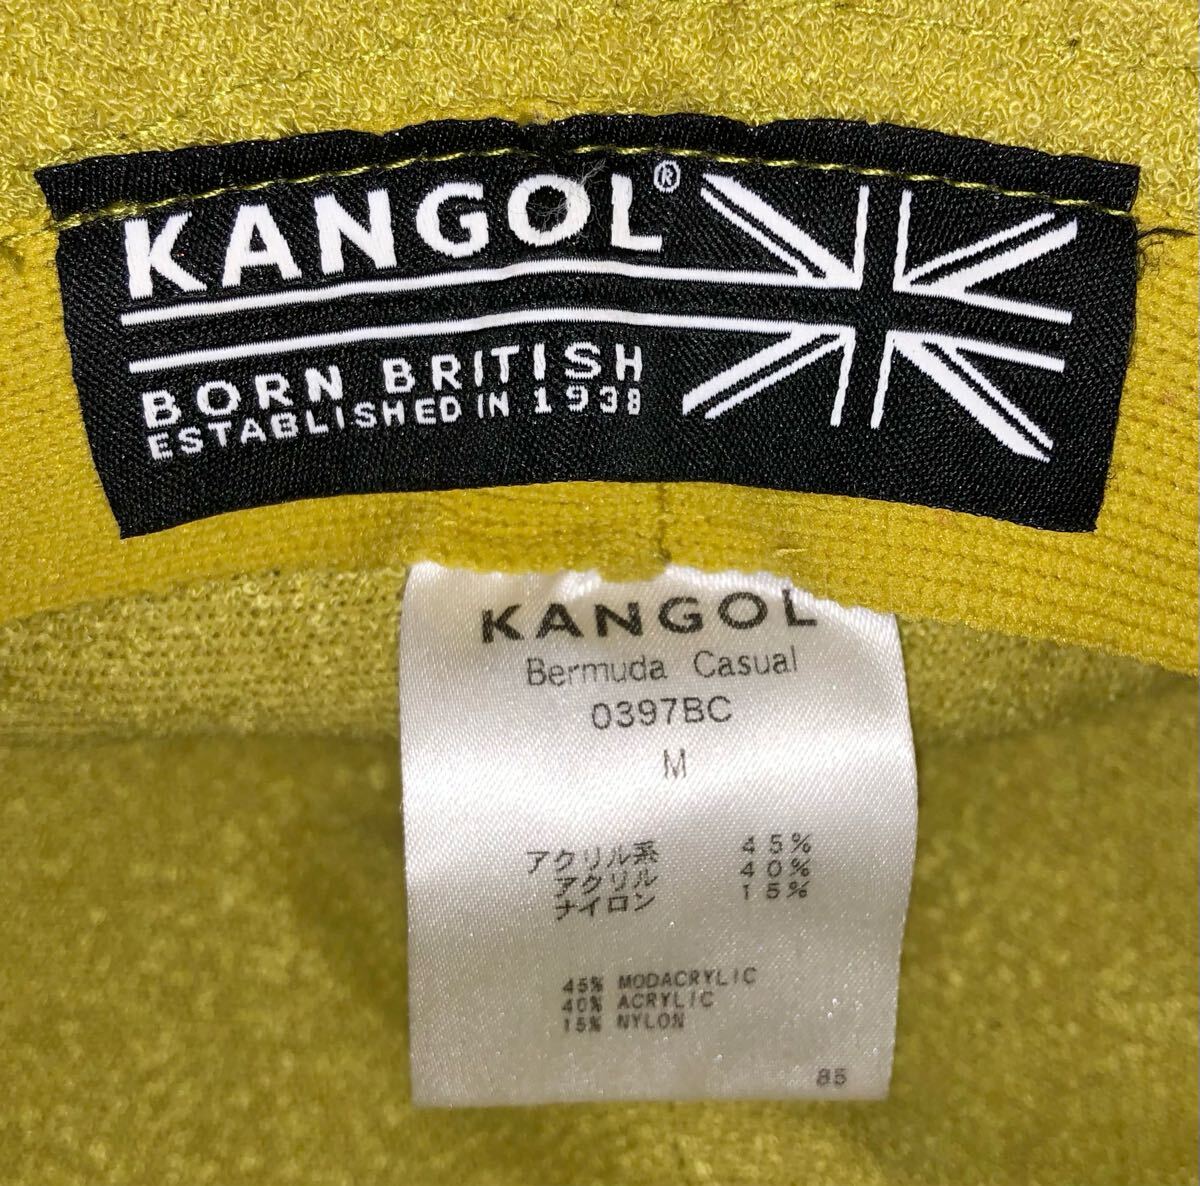 KANGOL®
BORN BRITISH
ESTABLISHED IN 1938
KANGOL
Bermuda Casual
0397BC
M
アクリル系 45%
アクリル 40%
ナイロン 15%
45% MODACRYLIC
40% ACRYLIC
15% NYLON
85